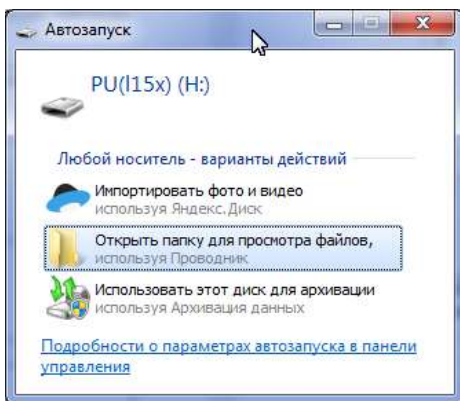 Автозапуск
PU(l15x) (H:)
Любой носитель - варианты действий
Импортировать фото и видео
используя Яндекс.Диск
Открыть папку для просмотра файлов,
используя Проводник
Использовать этот диск для архивации
используя Архивация данных
Подробности о параметрах автозапуска в панели
управления